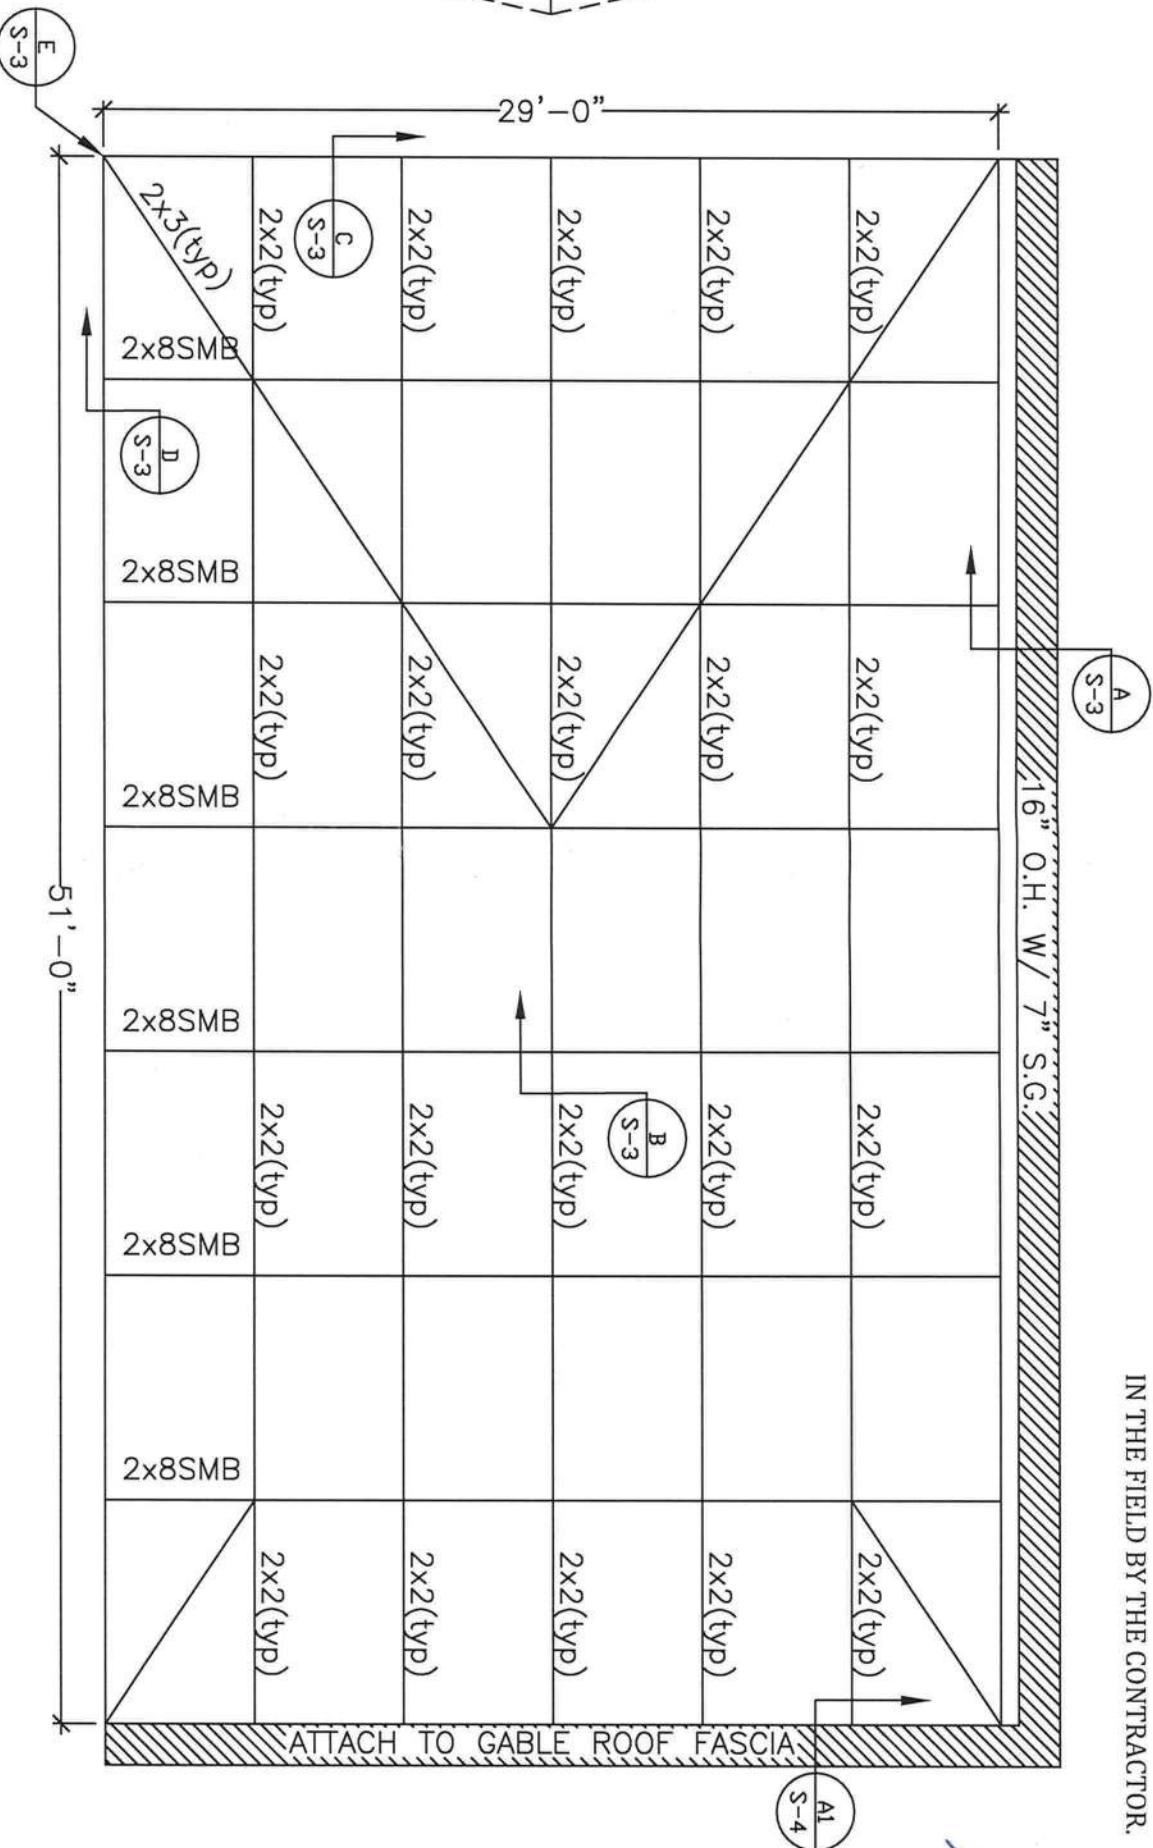 E
S-3
29'-0"
C
S-3
2x3(typ)
2x2(typ)
2x2(typ)
2x2(typ)
2x2(typ)
2x2(typ)
2x8SMB
D
S-3
A
S-3
2x8SMB
2x2(typ)
2x2(typ)
2x2(typ)
2x2(typ)
2x2(typ)
2x8SMB
16" O.H. W/ 7" S.G.
51'-0"
2x8SMB
B
S-3
2x2(typ)
2x2(typ)
2x2(typ)
2x2(typ)
2x2(typ)
2x8SMB
2x8SMB
2x2(typ)
2x2(typ)
2x2(typ)
2x2(typ)
2x2(typ)
ATTACH TO GABLE ROOF FASCIA
A1
S-4
IN THE FIELD BY THE CONTRACTOR.